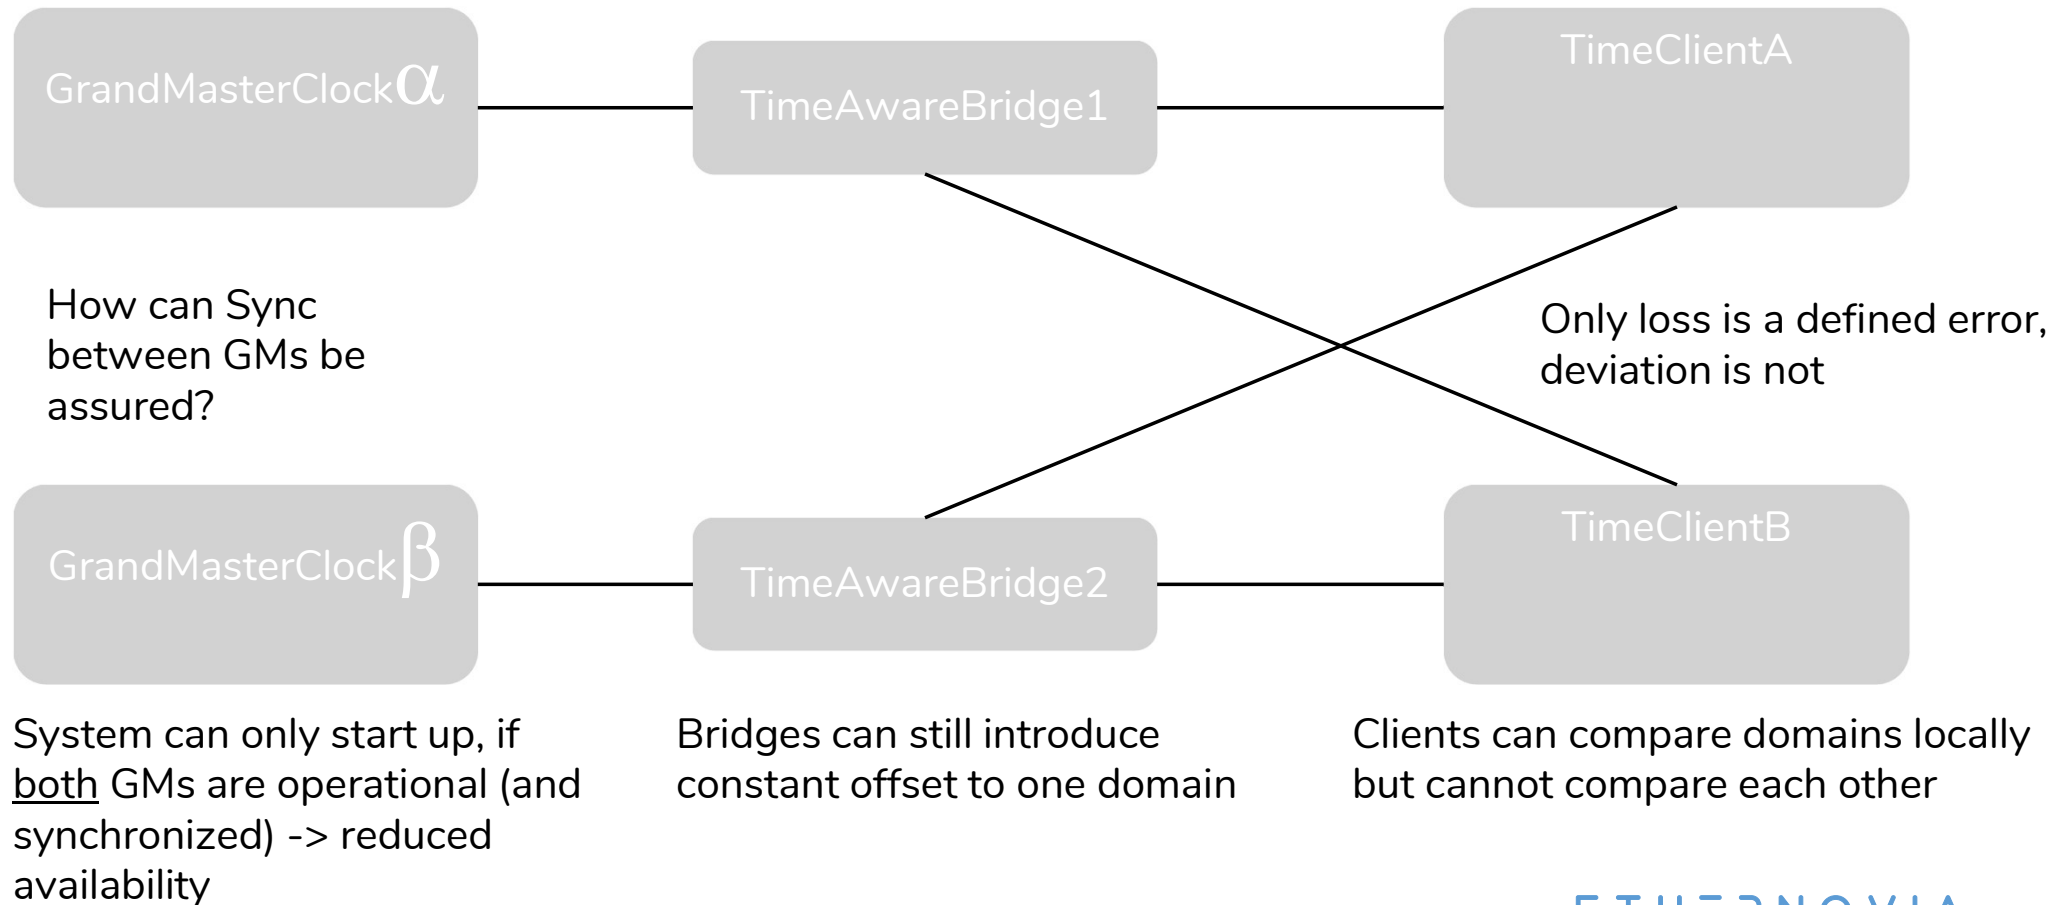 GrandMasterClockα
TimeAwareBridge1
TimeClientA
How can Sync
between GMs be
assured?
Only loss is a defined error,
deviation is not
GrandMasterClockβ
TimeAwareBridge2
TimeClientB
System can only start up, if
both GMs are operational (and
synchronized) -> reduced
availability
Bridges can still introduce
constant offset to one domain
Clients can compare domains locally
but cannot compare each other
ETHERNOVIA